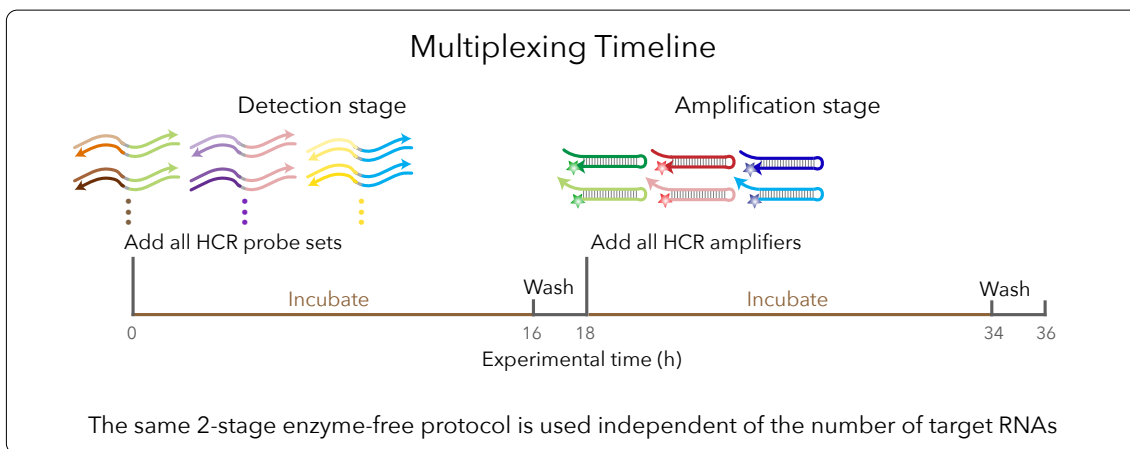 Multiplexing Timeline
Detection stage
Amplification stage
Add all HCR probe sets
Add all HCR amplifiers
Incubate
Wash
Incubate
Wash
0
16
18
34
36
Experimental time (h)
The same 2-stage enzyme-free protocol is used independent of the number of target RNAs